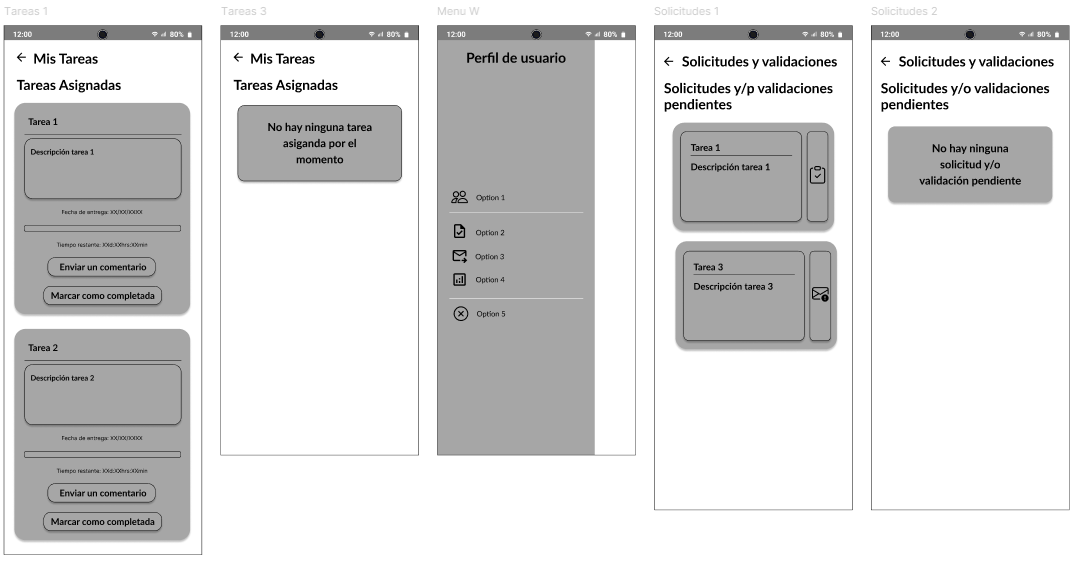 Tareas 1
12:00
80%
Mis Tareas
Tareas Asignadas
Tarea 1
Descripción tarea 1
Fecha de entrega: XX/XX/XXXX
Tiempo restante: XXd:XXhrs:XXmin
Enviar un comentario
Marcar como completada
Tarea 2
Descripción tarea 2
Fecha de entrega: XX/XX/XXXX
Tiempo restante: XXd:XXhrs:XXmin
Enviar un comentario
Marcar como completada
Tareas 3
12:00
80%
Mis Tareas
Tareas Asignadas
No hay ninguna tarea
asiganda por el
momento
Menu W
12:00
80%
Perfil de usuario
Option 1
Option 2
Option 3
Option 4
Option 5
Solicitudes 1
12:00
80%
Solicitudes y validaciones
Solicitudes y/p validaciones
pendientes
Tarea 1
Descripción tarea 1
Tarea 3
Descripción tarea 3
Solicitudes 2
12:00
80%
Solicitudes y validaciones
Solicitudes y/o validaciones
pendientes
No hay ninguna
solicitud y/o
validación pendiente